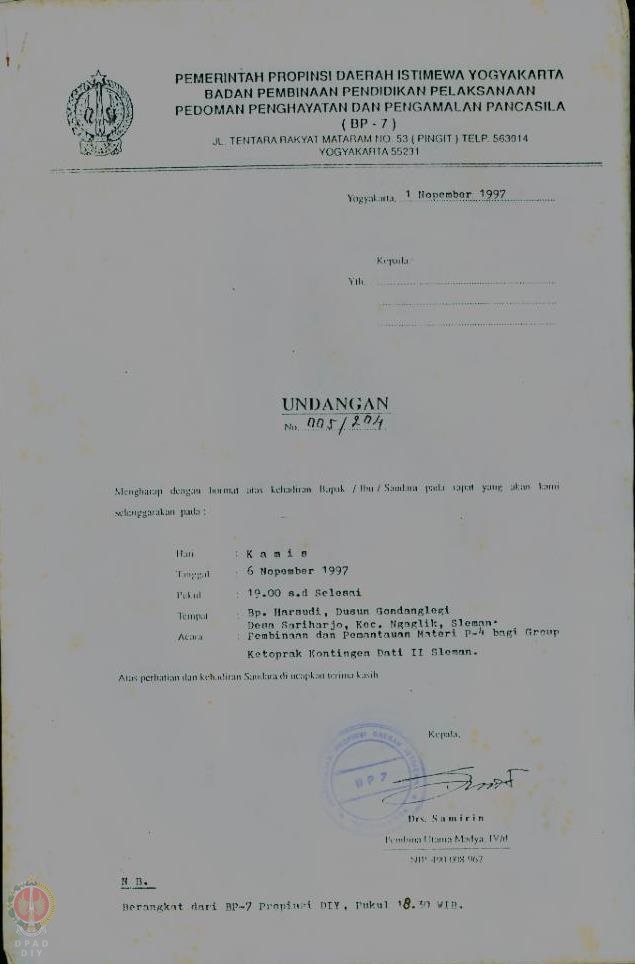 PEMERINTAH PROPINSI DAERAH ISTIMEWA YOGYAKARTA
BADAN PEMBINAAN PENDIDIKAN PELAKSANAAN
PEDOMAN PENGHAYATAN DAN PENGAMALAN PANCASILA
( BP - 7 )
JL. TENTARA RAKYAT MATARAM NO. 53 ( PINGIT ) TELP. 563014
YOGYAKARTA 55231
Yogyakarta, 1 Nopember 1997
Kepada:
Yth.
UNDANGAN
No. 005/204
Mengharap dengan hormat atas kehadiran Bapak / Ibu / Saudara pada rapat yang akan kami
selenggarakan pada :
Hari : K a m i s
Tanggal : 6 Nopember 1997
Pukul : 19.00 s.d Selesai
Tempat : Bp. Harsudi, Dusun Gondanglegi
Desa Sariharjo, Kec. Ngaglik, Sleman.
Acara : Pembinaan dan Pemantauan Materi P-4 bagi Group
Ketoprak Kontingen Dati II Sleman.
Atas perhatian dan kehadiran Saudara di ucapkan terima kasih
Kepala,
BP 7
Drs. Samirin
Pembina Utama Madya, IV/d
NIP. 490 008 967
N B.
Berangkat dari BP-7 Propinsi DIY, Pukul 18.30 WIB.
DPAD
DIY